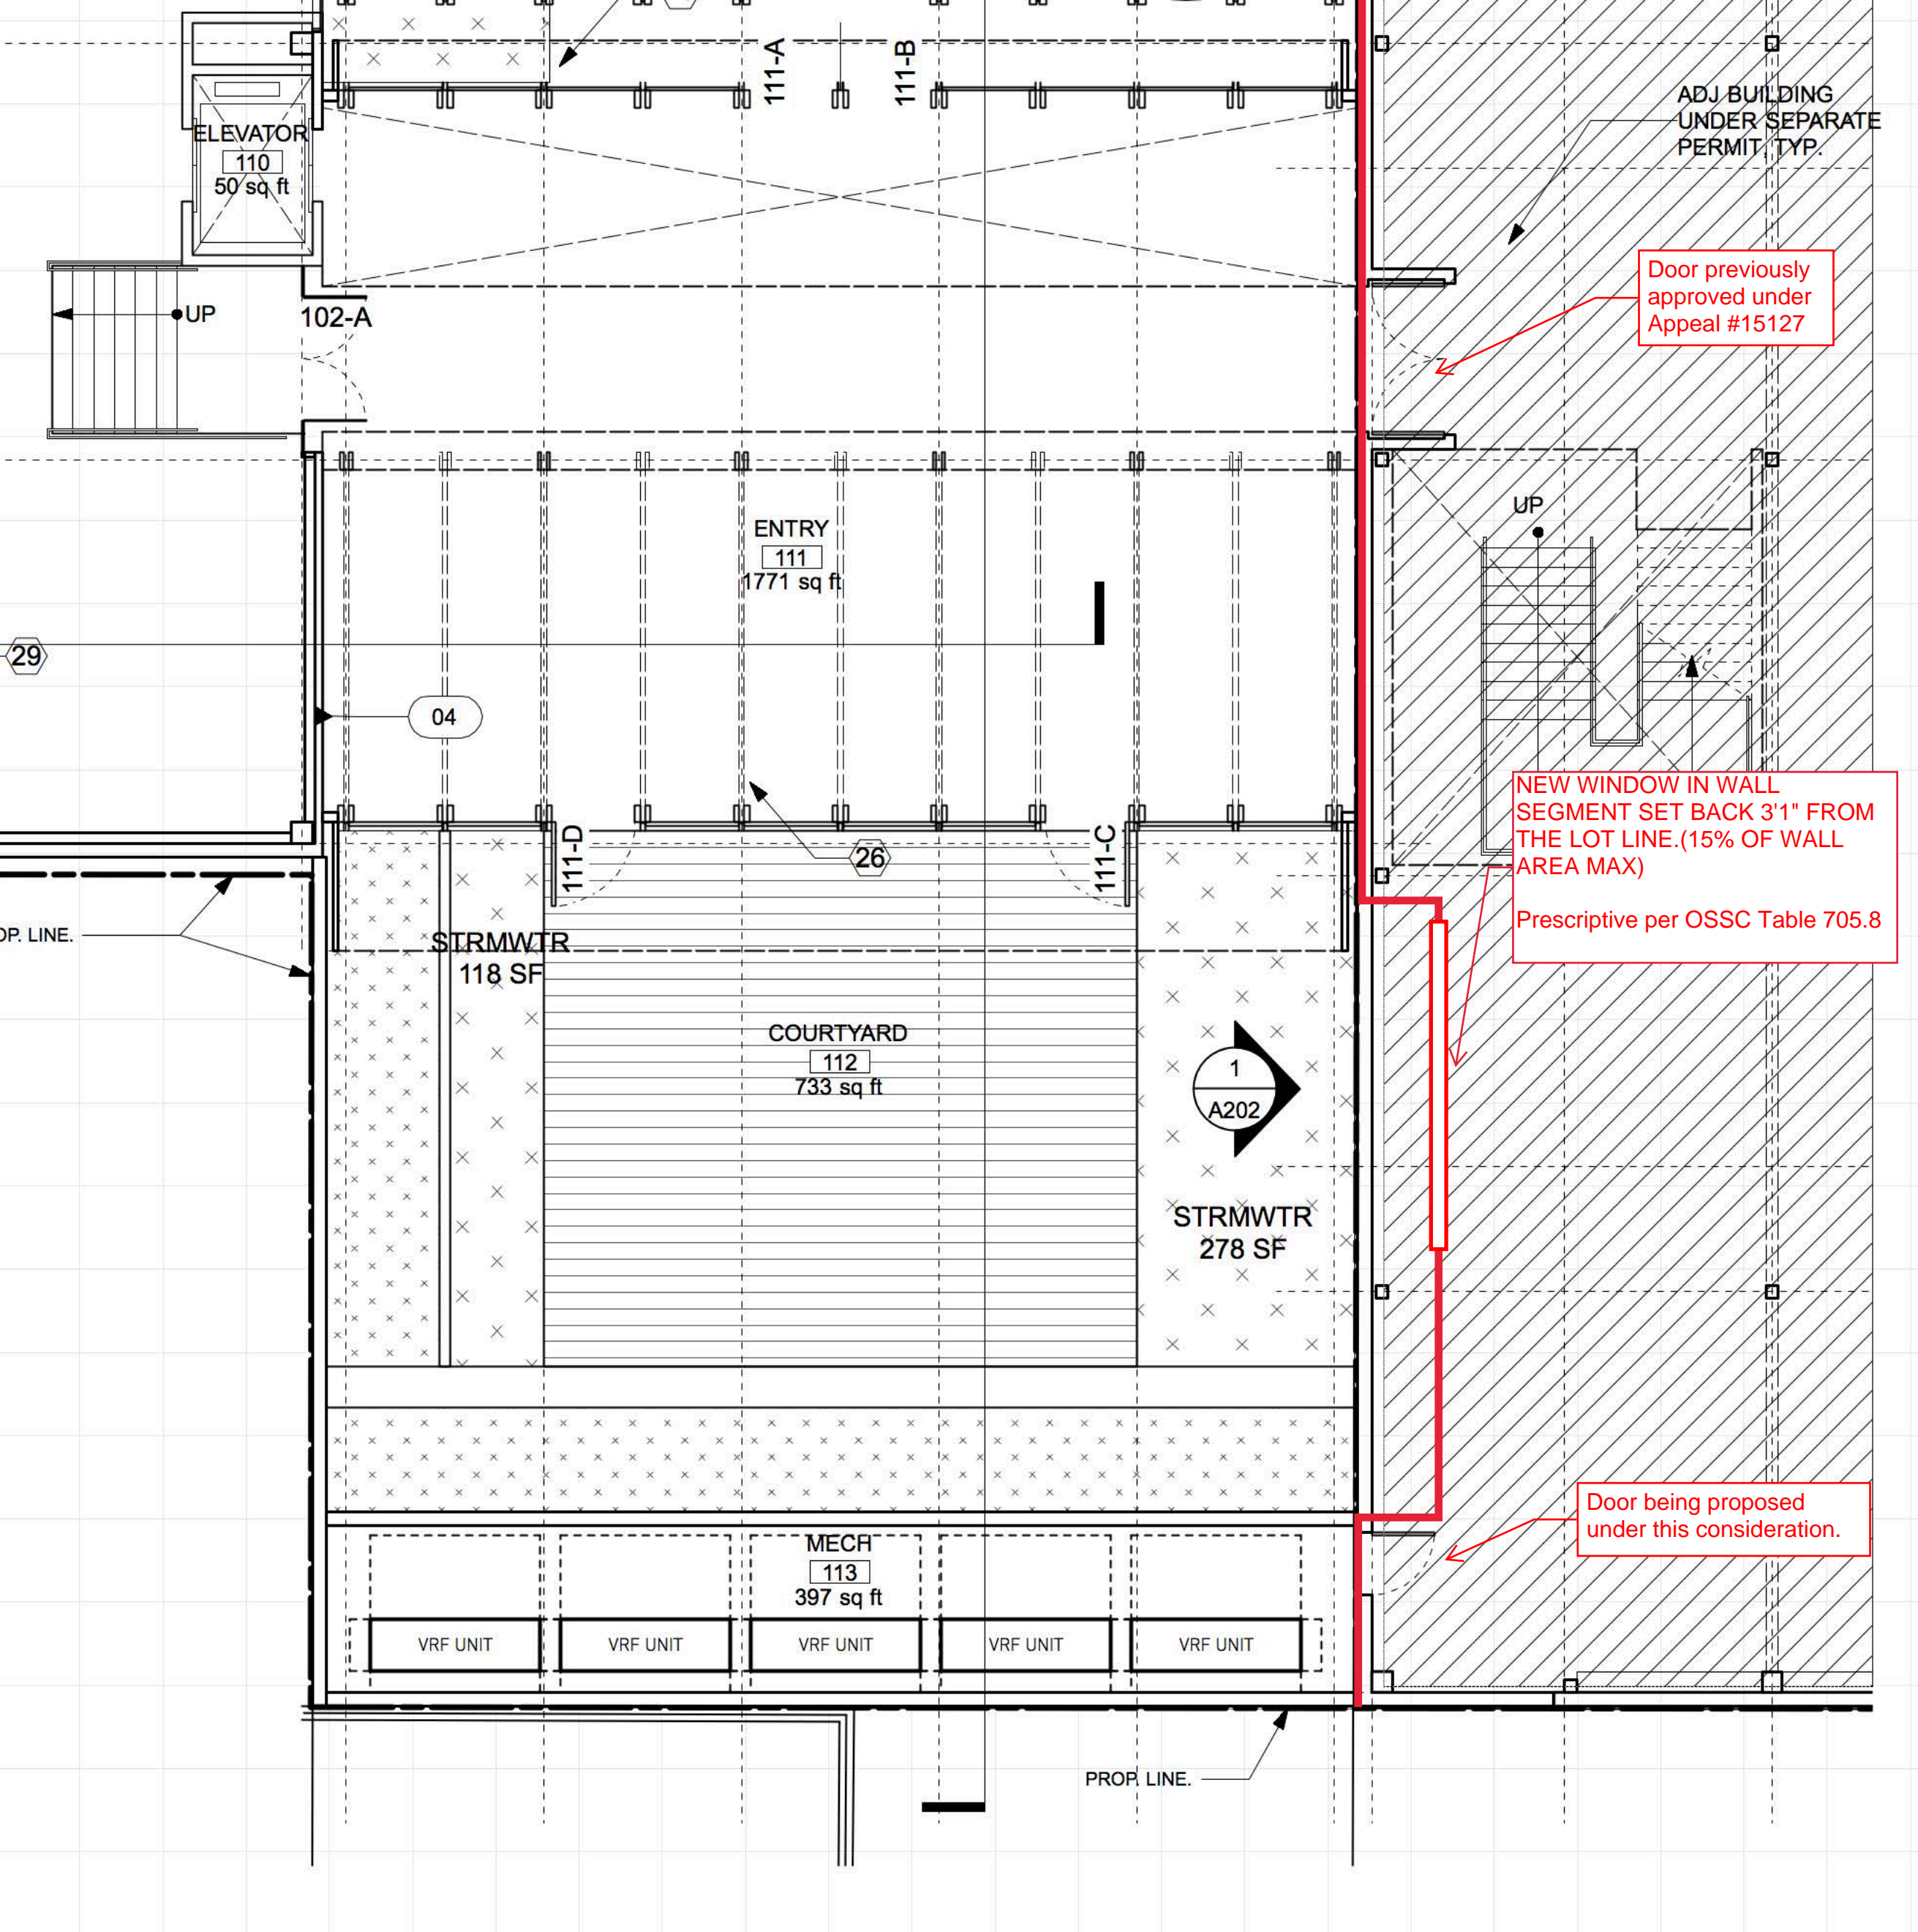 111-A
111-B
ADJ BUILDING
UNDER SEPARATE
PERMIT, TYP.
ELEVATOR
110
50 sq ft
Door previously
approved under
Appeal #15127
UP
102-A
UP
ENTRY
111
1771 sq ft
29
04
NEW WINDOW IN WALL
SEGMENT SET BACK 3'1" FROM
THE LOT LINE.(15% OF WALL
AREA MAX)
Prescriptive per OSSC Table 705.8
111-D
26
111-C
OP. LINE.
STRMWTR
118 SF
COURTYARD
112
733 sq ft
1
A202
STRMWTR
278 SF
Door being proposed
under this consideration.
MECH
113
397 sq ft
VRF UNIT
VRF UNIT
VRF UNIT
VRF UNIT
VRF UNIT
PROP. LINE.